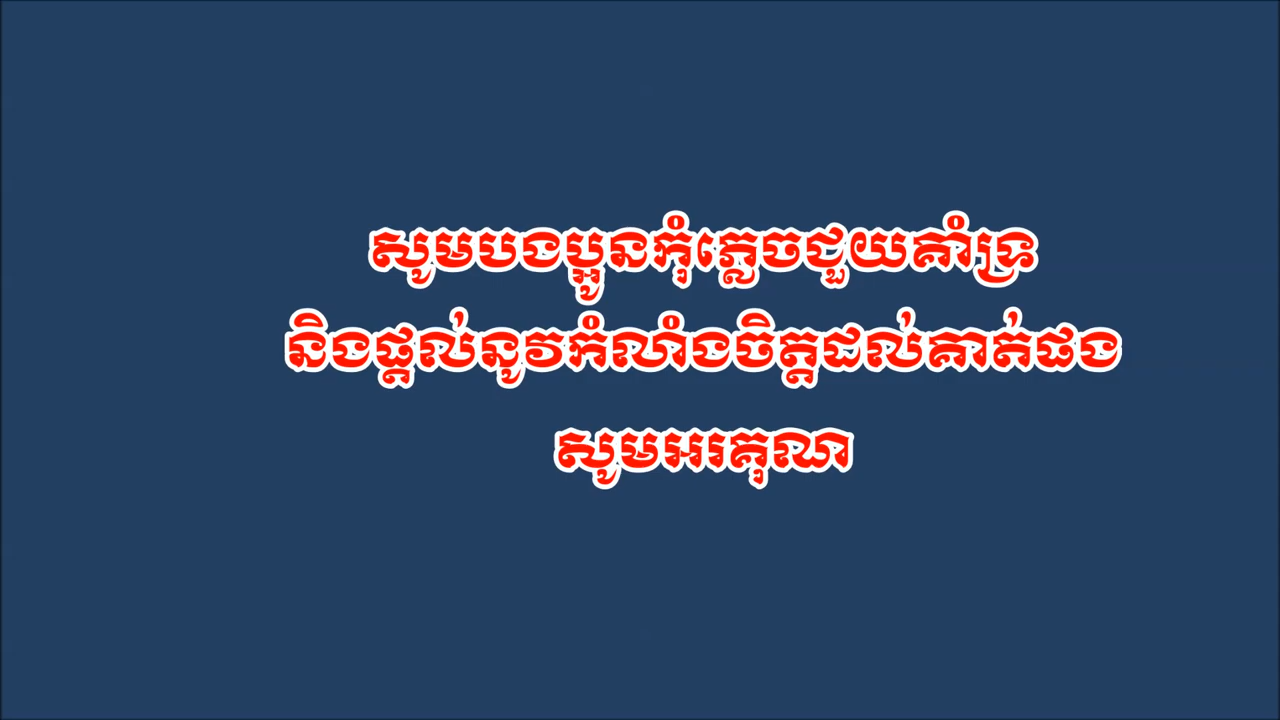 សូមបងប្អូនកុំភ្លេចជួយគាំទ្រ
និងផ្តល់នូវកំលាំងចិត្តដល់គាត់ផង
សូមអរគុណ